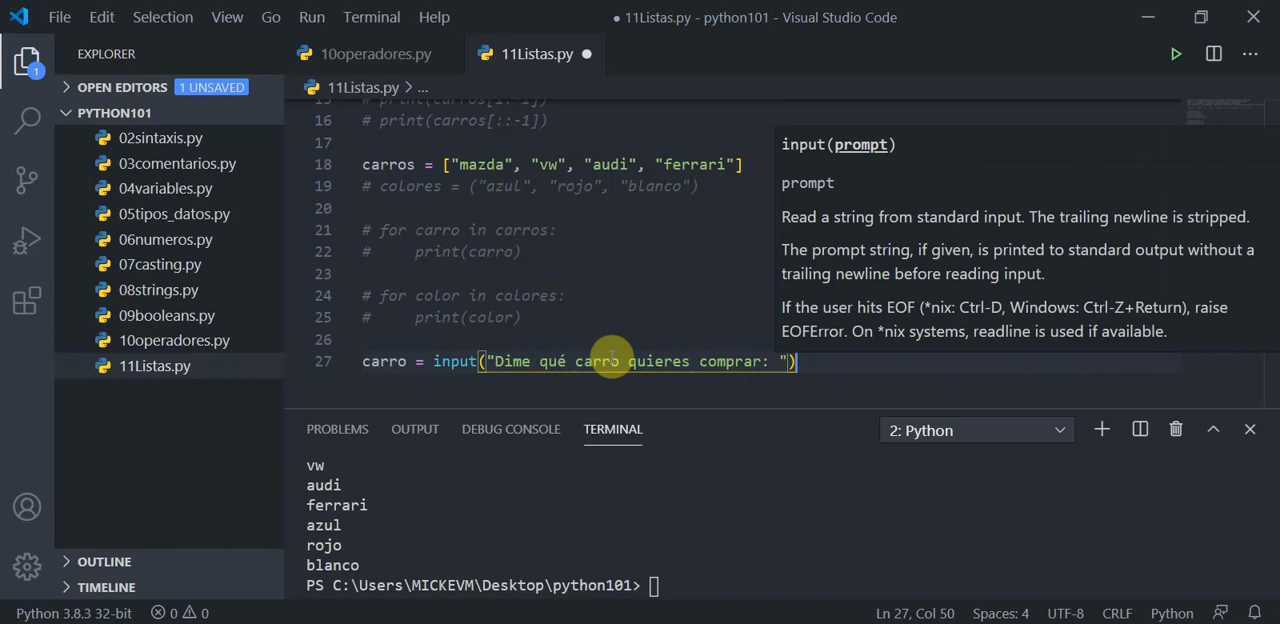 File Edit Selection View Go Run Terminal Help
● 11Listas.py - python101 - Visual Studio Code
EXPLORER
10operadores.py
11Listas.py
OPEN EDITORS 1 UNSAVED
1
11Listas.py > ...
PYTHON101
02sintaxis.py
03comentarios.py
04variables.py
05tipos_datos.py
06numeros.py
07casting.py
08strings.py
09booleans.py
10operadores.py
11Listas.py
OUTLINE
TIMELINE
15 # print(carros[1:-1])
16 # print(carros[::-1])
17
18 carros = ["mazda", "vw", "audi", "ferrari"]
19 # colores = ("azul", "rojo", "blanco")
20
21 # for carro in carros:
22 #     print(carro)
23
24 # for color in colores:
25 #     print(color)
26
27 carro = input("Dime qué carro quieres comprar: ")
input(prompt)
prompt
Read a string from standard input. The trailing newline is stripped.
The prompt string, if given, is printed to standard output without a
trailing newline before reading input.
If the user hits EOF (*nix: Ctrl-D, Windows: Ctrl-Z+Return), raise
EOFError. On *nix systems, readline is used if available.
PROBLEMS OUTPUT DEBUG CONSOLE TERMINAL
2: Python
vw
audi
ferrari
azul
rojo
blanco
PS C:\Users\MICKEVM\Desktop\python101>
Python 3.8.3 32-bit
0 0
Ln 27, Col 50 Spaces: 4 UTF-8 CRLF Python